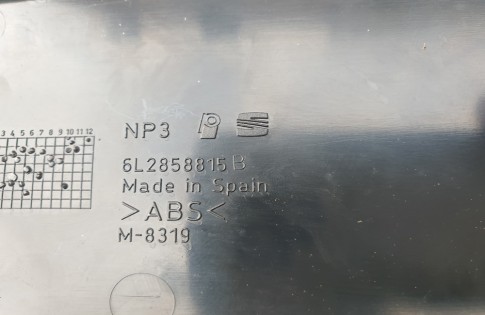 3 4 5 6 7 8 9 10 11 12
NP3
6L2858815B
Made in Spain
>ABS<
M-8319